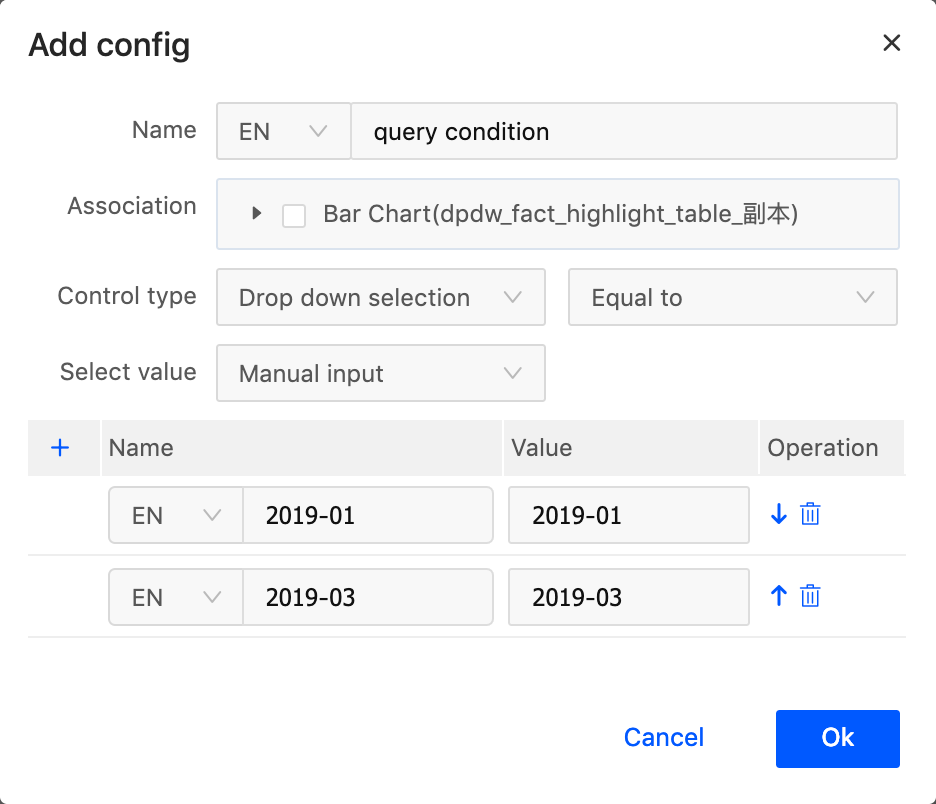 Add config
Name EN query condition
Association Bar Chart(dpdw_fact_highlight_table_副本)
Control type Drop down selection Equal to
Select value Manual input
+ Name Value Operation
EN 2019-01 2019-01
EN 2019-03 2019-03
Cancel Ok